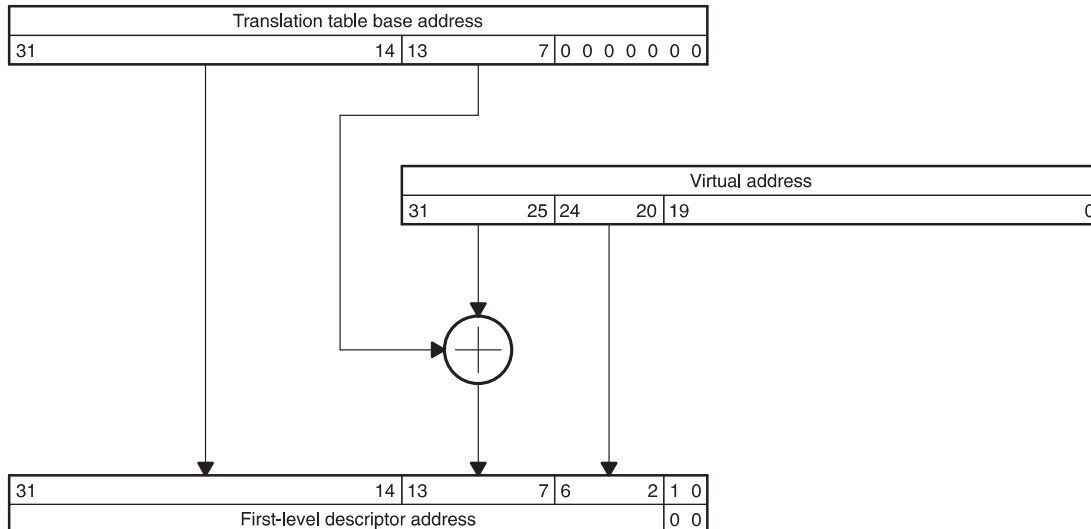 Translation table base address
31 14 13 7 0 0 0 0 0 0 0
Virtual address
31 25 24 20 19 0
31 14 13 7 6 2 1 0
First-level descriptor address 0 0